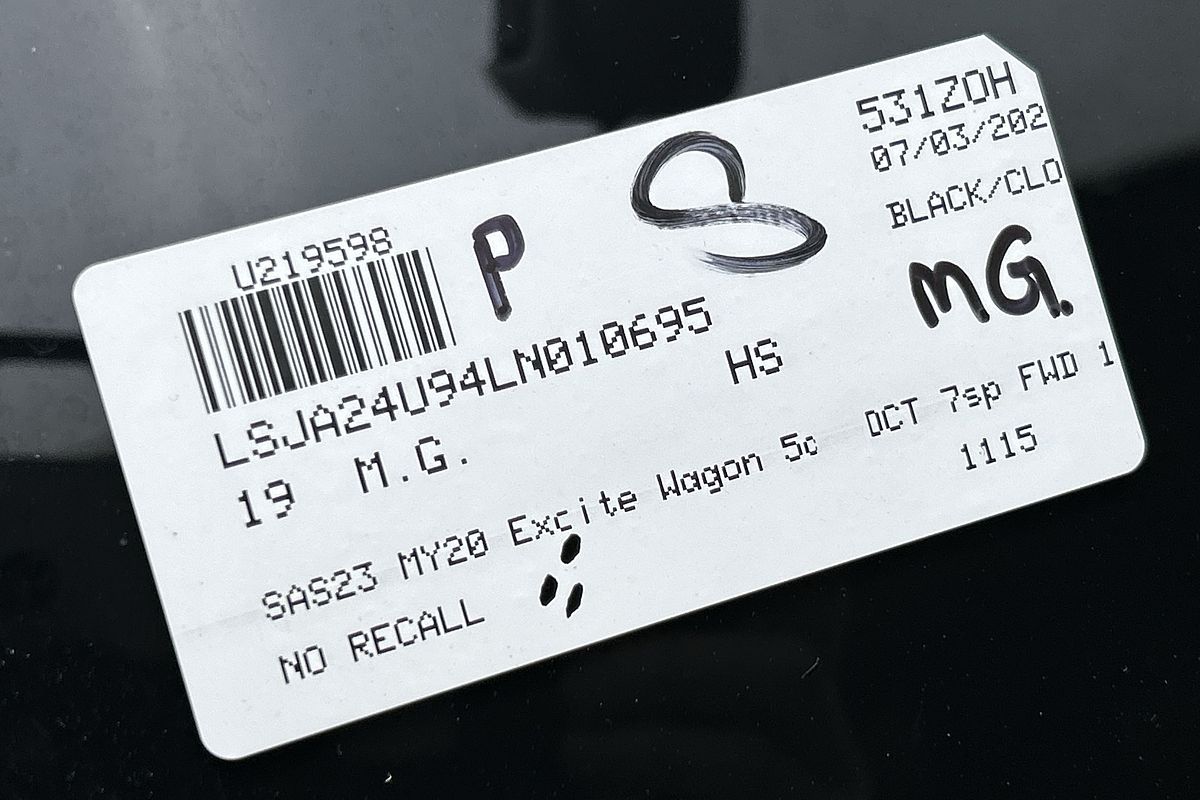 U219598
P
S
531ZOH
07/03/202
BLACK/CLO
MG.
LSJA24U94LN010695
19 M.G. HS
SAS23 MY20 Excite Wagon 5c DCT 7sp FWD 1
NO RECALL 1115